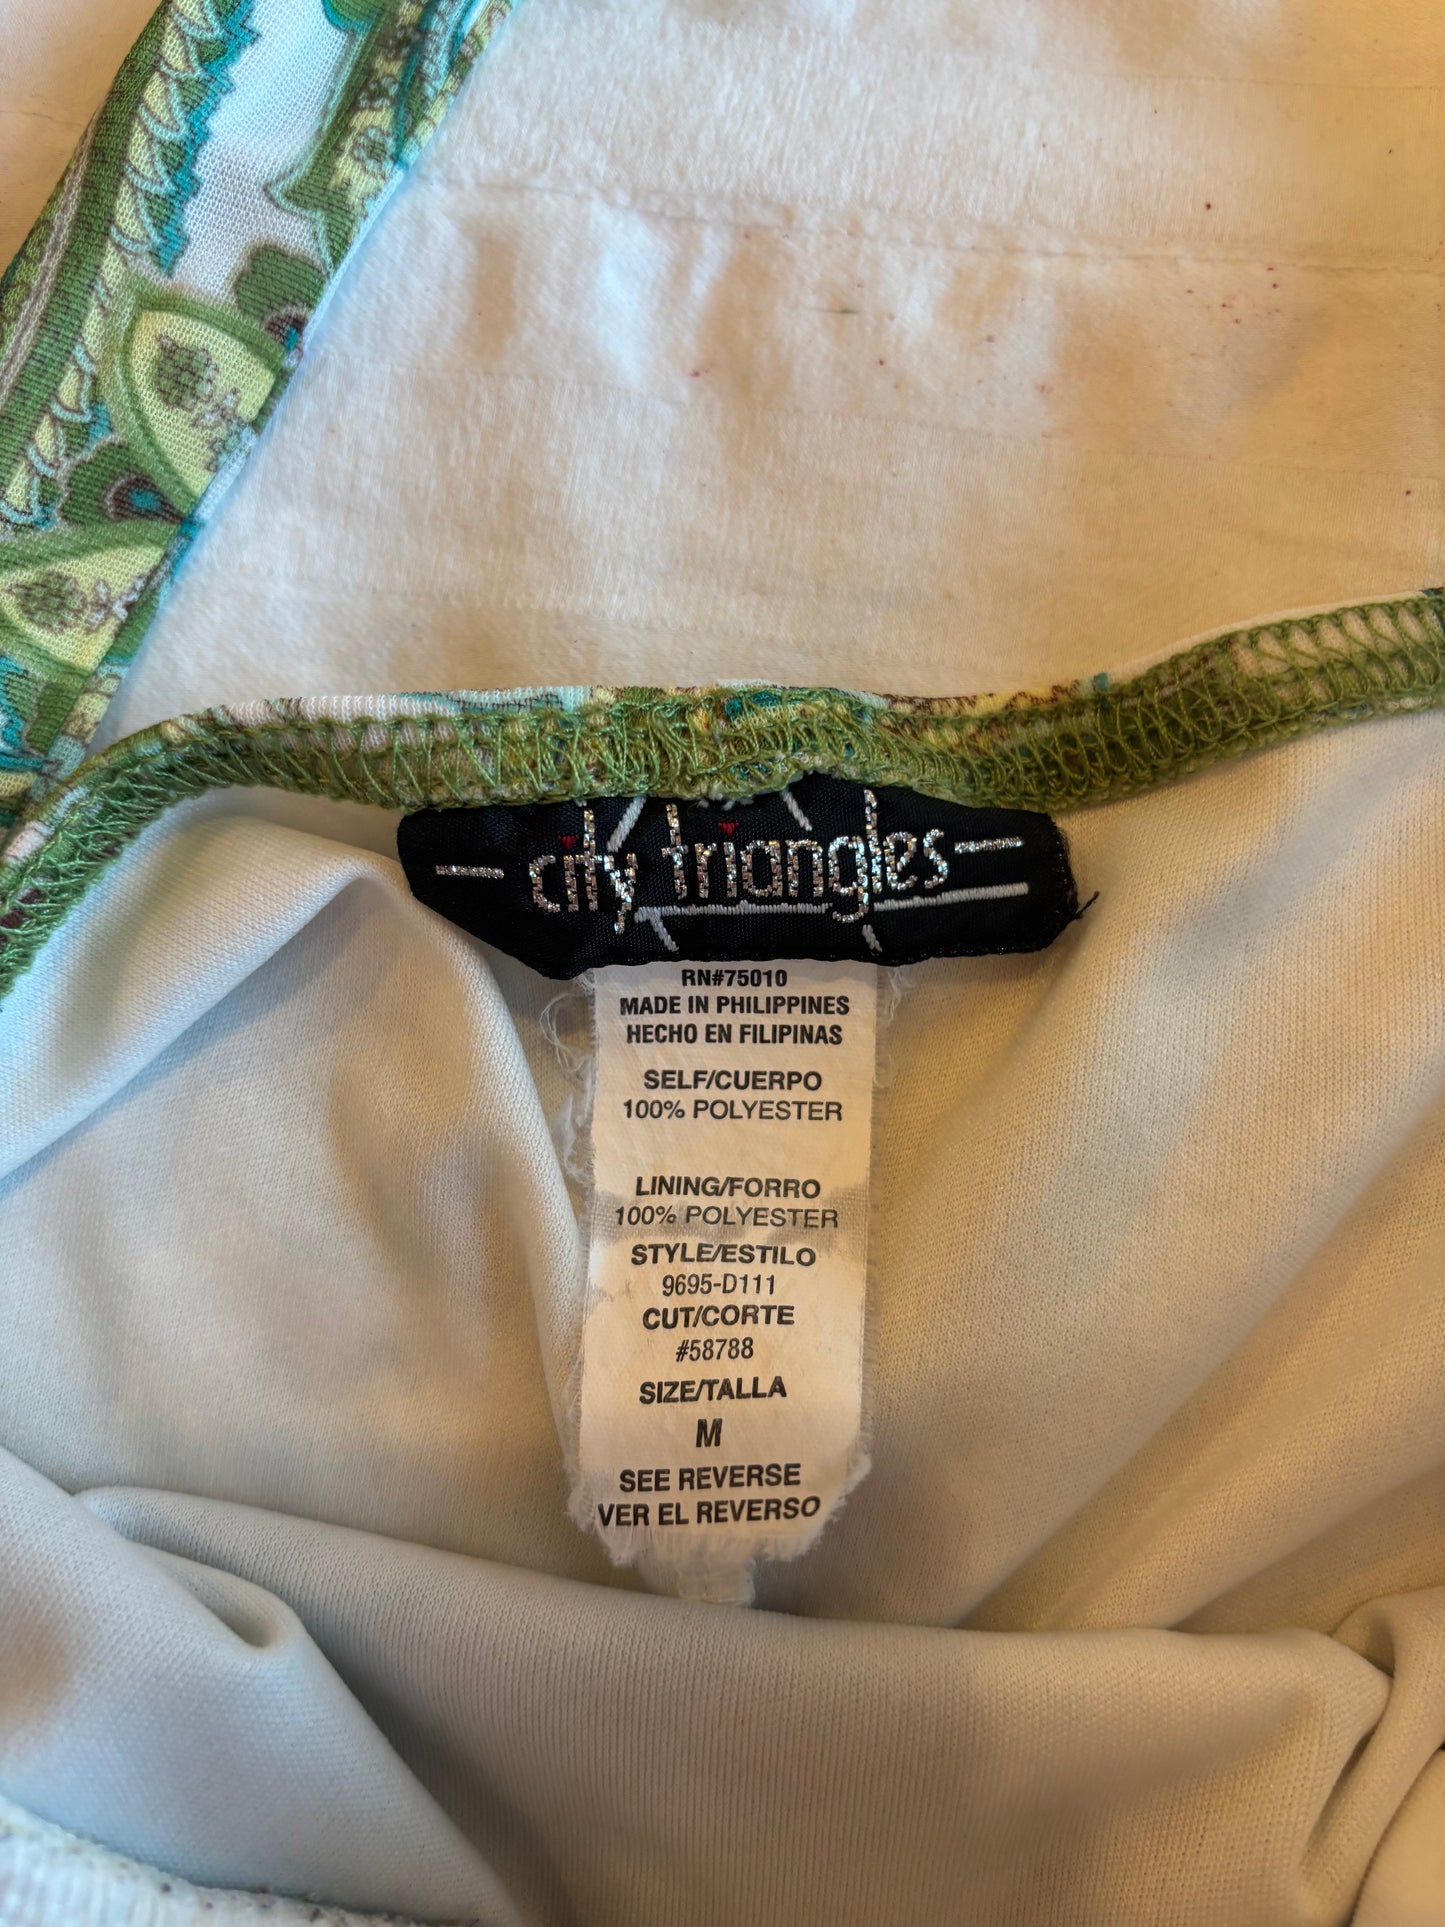 city triangles
RN#75010
MADE IN PHILIPPINES
HECHO EN FILIPINAS
SELF/CUERPO
100% POLYESTER
LINING/FORRO
100% POLYESTER
STYLE/ESTILO
9695-D111
CUT/CORTE
#58788
SIZE/TALLA
M
SEE REVERSE
VER EL REVERSO